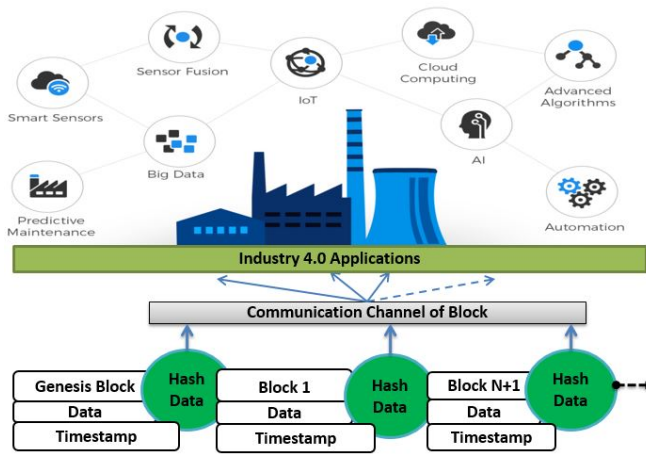 Sensor Fusion
IoT
Cloud
Computing
Advanced
Algorithms
Smart Sensors
Big Data
AI
Predictive
Maintenance
Automation
Industry 4.0 Applications
Communication Channel of Block
Genesis Block
Data
Timestamp
Hash
Data
Block 1
Data
Timestamp
Hash
Data
Block N+1
Data
Timestamp
Hash
Data